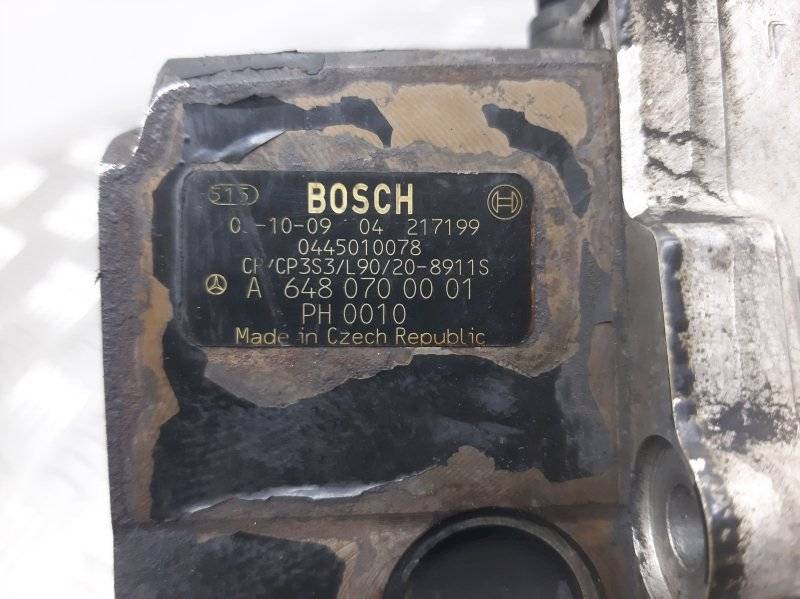 515 BOSCH
-10-09 04 217199
0445010078
CP3S3/L90/20-8911S
A 648 070 00 01
PH 0010
Made in Czech Republic